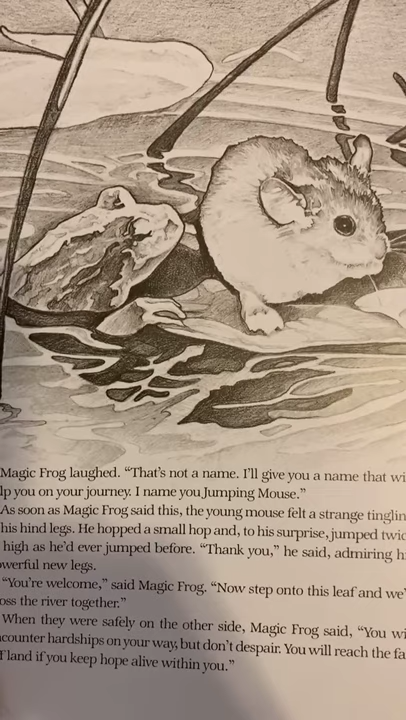 Magic Frog laughed. “That’s not a name. I’ll give you a name that wi
lp you on your journey. I name you Jumping Mouse.”
As soon as Magic Frog said this, the young mouse felt a strange tinglin
his hind legs. He hopped a small hop and, to his surprise, jumped twic
high as he’d ever jumped before. “Thank you,” he said, admiring h
owerful new legs.
“You’re welcome,” said Magic Frog. “Now step onto this leaf and we’
oss the river together.”
When they were safely on the other side, Magic Frog said, “You wi
counter hardships on your way, but don’t despair. You will reach the fa
f land if you keep hope alive within you.”